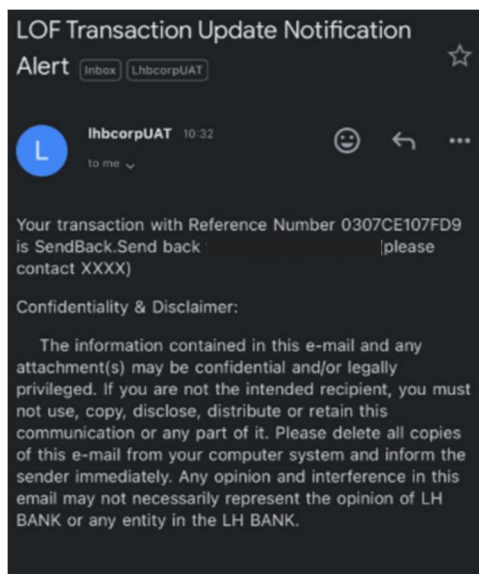 LOF Transaction Update Notification
Alert Inbox LhbcorpUAT
L
lhbcorpUAT 10:32
to me
Your transaction with Reference Number 0307CE107FD9
is SendBack.Send back (please
contact XXXX)
Confidentiality & Disclaimer:
The information contained in this e-mail and any
attachment(s) may be confidential and/or legally
privileged. If you are not the intended recipient, you must
not use, copy, disclose, distribute or retain this
communication or any part of it. Please delete all copies
of this e-mail from your computer system and inform the
sender immediately. Any opinion and interference in this
email may not necessarily represent the opinion of LH
BANK or any entity in the LH BANK.